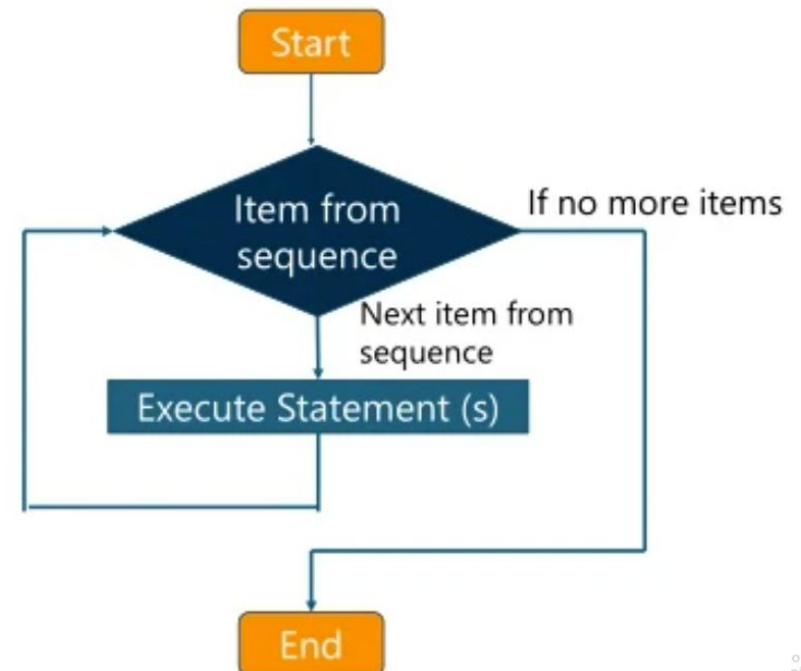 Start
Item from
sequence
If no more items
Next item from
sequence
Execute Statement (s)
End